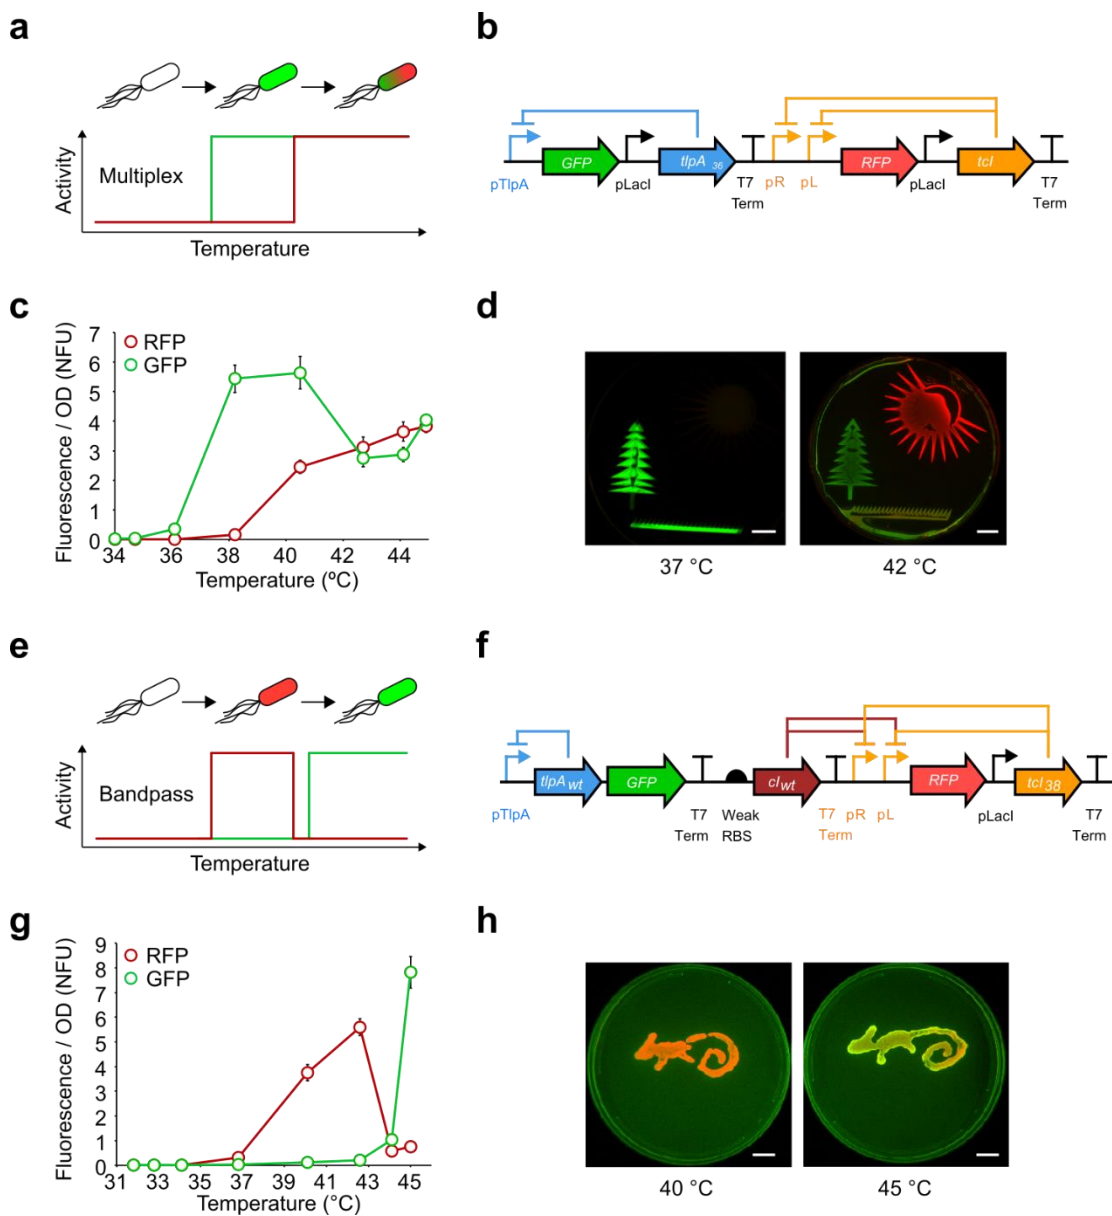 a
Activity
Multiplex
Temperature
b
pTlpA
GFP
pLacI
tlpA 36
T7
Term
pR
pL
RFP
pLacI
tcI
T7
Term
c
Fluorescence / OD (NFU)
7
6
5
4
3
2
1
0
RFP
GFP
34 36 38 40 42 44
Temperature (ºC)
d
37 °C
42 °C
e
Activity
Bandpass
Temperature
f
pTlpA
tlpA wt
GFP
T7
Term
Weak
RBS
cI wt
T7
Term
pR
pL
RFP
pLacI
tcI 38
T7
Term
g
Fluorescence / OD (NFU)
9
8
7
6
5
4
3
2
1
0
RFP
GFP
31 33 35 37 39 41 43 45
Temperature (°C)
h
40 °C
45 °C